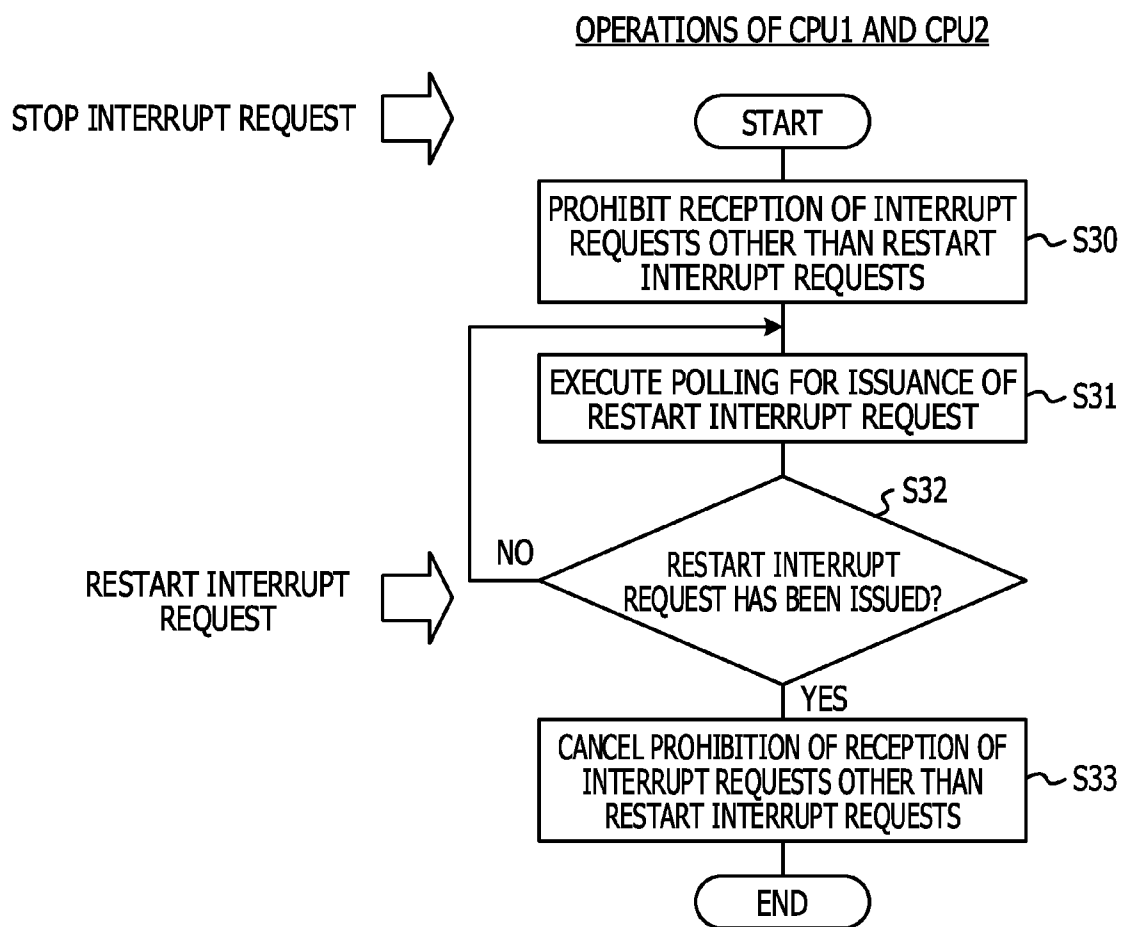 OPERATIONS OF CPU1 AND CPU2
STOP INTERRUPT REQUEST
START
PROHIBIT RECEPTION OF INTERRUPT
REQUESTS OTHER THAN RESTART
INTERRUPT REQUESTS
S30
EXECUTE POLLING FOR ISSUANCE OF
RESTART INTERRUPT REQUEST
S31
S32
NO
RESTART INTERRUPT
REQUEST HAS BEEN ISSUED?
RESTART INTERRUPT
REQUEST
YES
CANCEL PROHIBITION OF RECEPTION OF
INTERRUPT REQUESTS OTHER THAN
RESTART INTERRUPT REQUESTS
S33
END